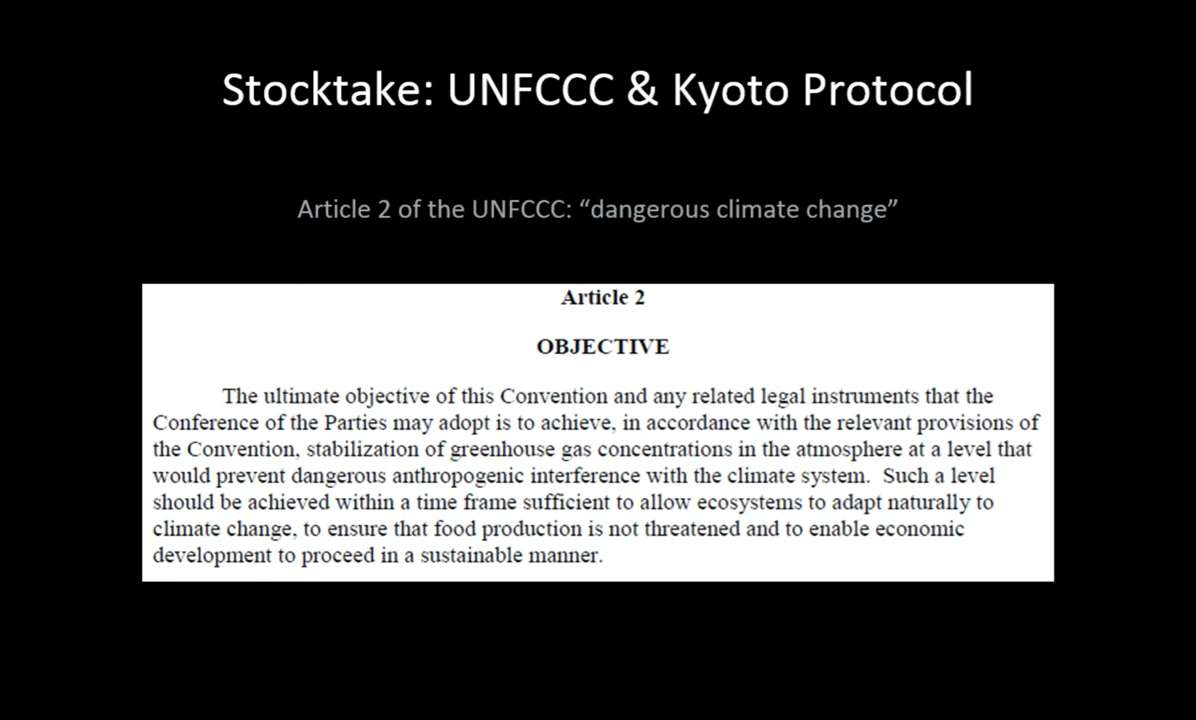 Stocktake: UNFCCC & Kyoto Protocol
Article 2 of the UNFCCC: “dangerous climate change”
Article 2
OBJECTIVE
The ultimate objective of this Convention and any related legal instruments that the
Conference of the Parties may adopt is to achieve, in accordance with the relevant provisions of
the Convention, stabilization of greenhouse gas concentrations in the atmosphere at a level that
would prevent dangerous anthropogenic interference with the climate system.  Such a level
should be achieved within a time frame sufficient to allow ecosystems to adapt naturally to
climate change, to ensure that food production is not threatened and to enable economic
development to proceed in a sustainable manner.